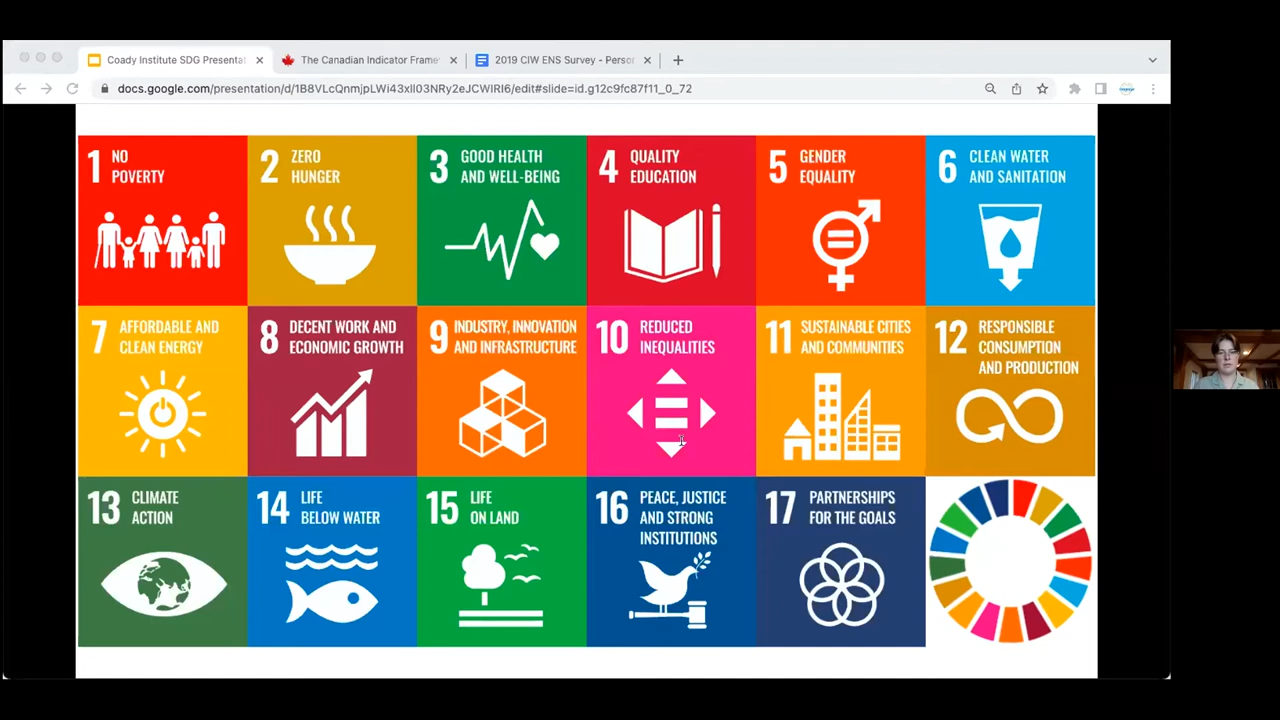 Coady Institute SDG Presenta
The Canadian Indicator Frame
2019 CIW ENS Survey - Perso
docs.google.com/presentation/d/1B8VLcQnmjpLWi43xlI03NRy2eJCWIRI6/edit#slide=id.g12c9fc87f11_0_72
1 NO
POVERTY
2 ZERO
HUNGER
3 GOOD HEALTH
AND WELL-BEING
4 QUALITY
EDUCATION
5 GENDER
EQUALITY
6 CLEAN WATER
AND SANITATION
7 AFFORDABLE AND
CLEAN ENERGY
8 DECENT WORK AND
ECONOMIC GROWTH
9 INDUSTRY, INNOVATION
AND INFRASTRUCTURE
10 REDUCED
INEQUALITIES
11 SUSTAINABLE CITIES
AND COMMUNITIES
12 RESPONSIBLE
CONSUMPTION
AND PRODUCTION
13 CLIMATE
ACTION
14 LIFE
BELOW WATER
15 LIFE
ON LAND
16 PEACE, JUSTICE
AND STRONG
INSTITUTIONS
17 PARTNERSHIPS
FOR THE GOALS